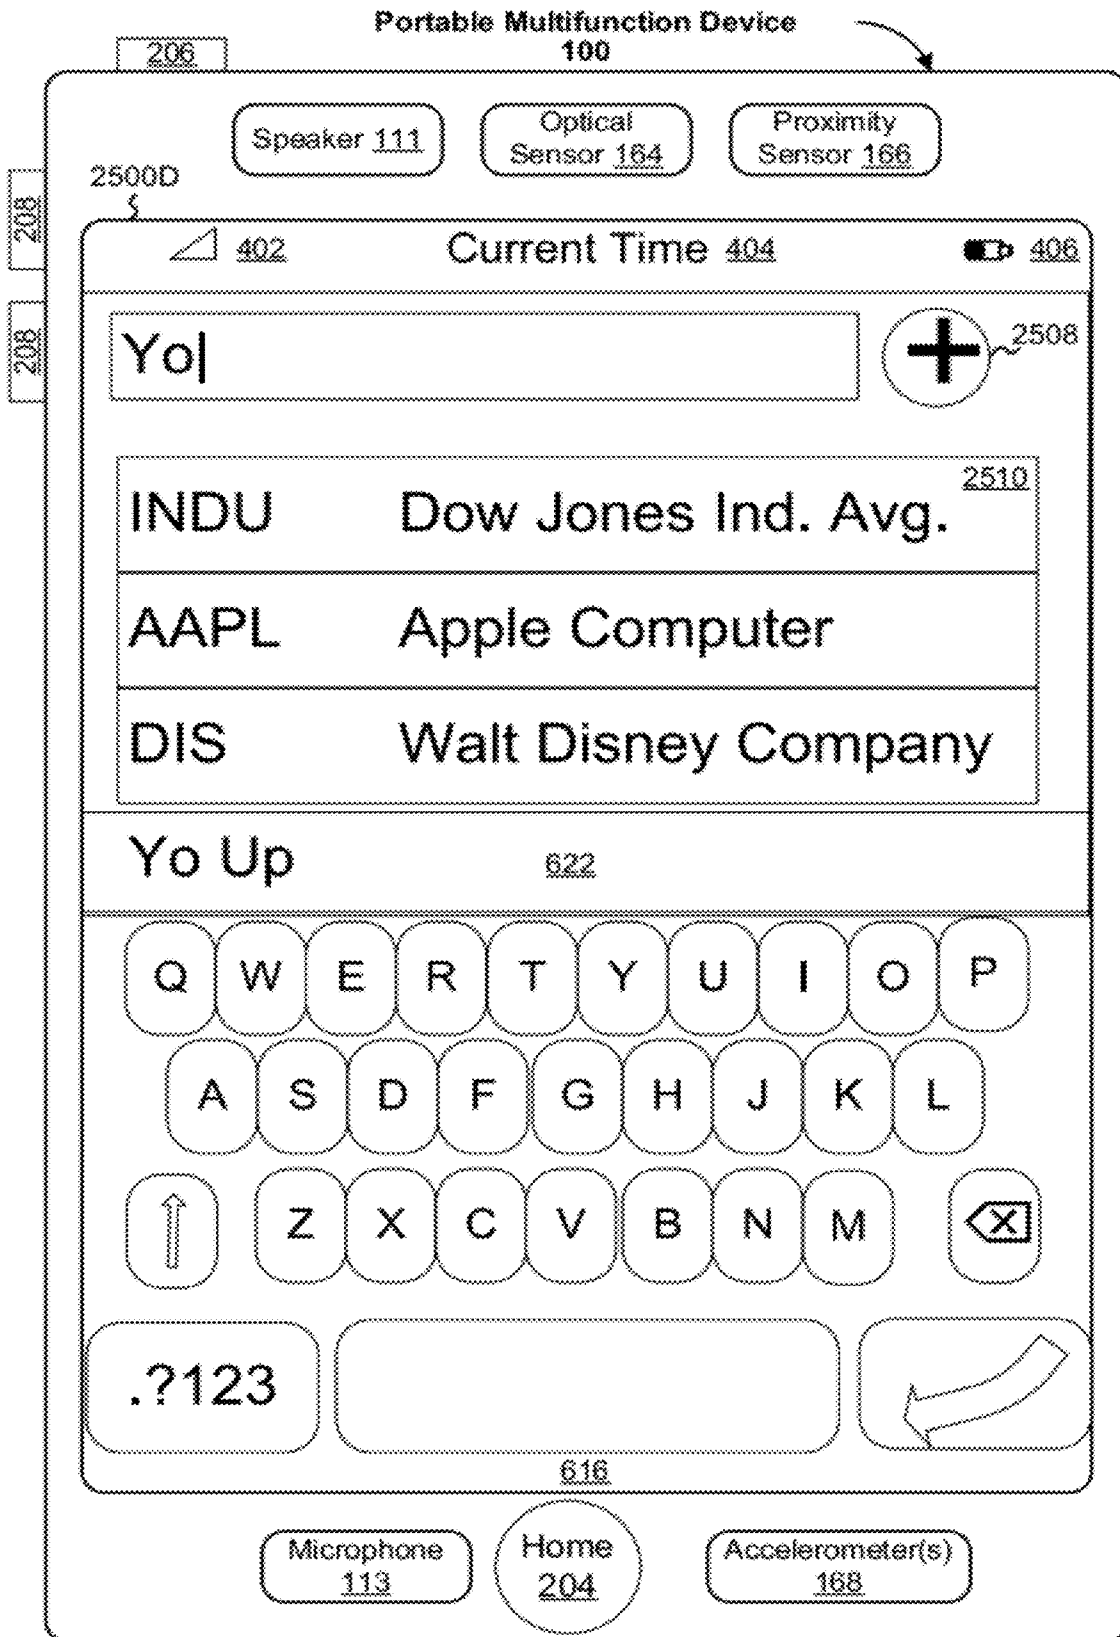 Portable Multifunction Device
100
206
Speaker 111
Optical
Sensor 164
Proximity
Sensor 166
2500D
208
402
Current Time 404
406
208
Yo
2508
2510
INDU Dow Jones Ind. Avg.
AAPL Apple Computer
DIS Walt Disney Company
Yo Up 622
Q W E R T Y U I O P
A S D F G H J K L
Z X C V B N M X
.?123
616
Microphone
113
Home
204
Accelerometer(s)
168